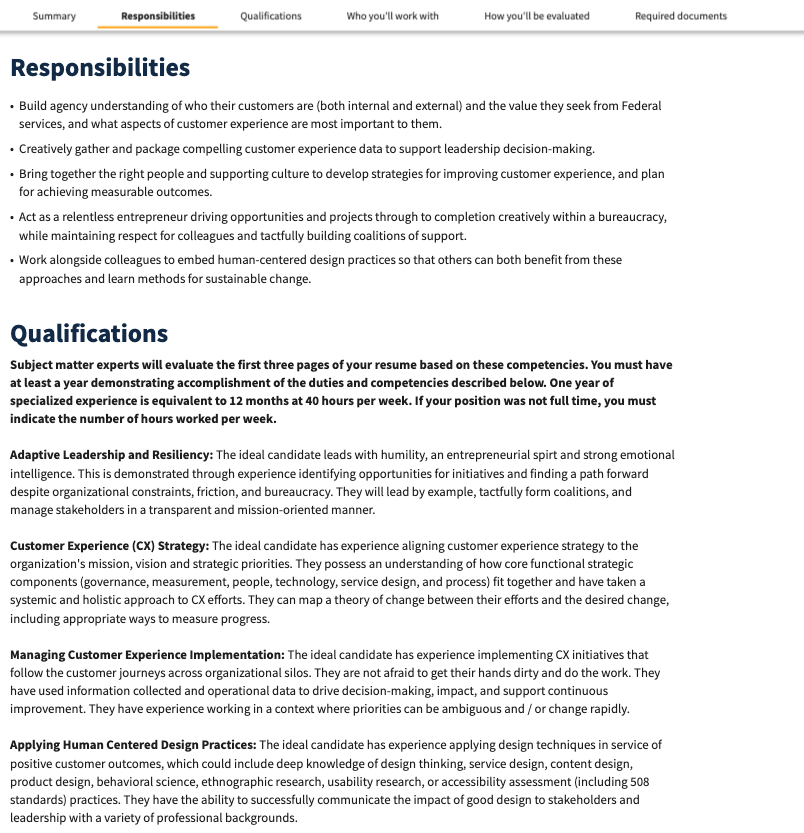 Summary Responsibilities Qualifications Who you'll work with How you'll be evaluated Required documents
Responsibilities
• Build agency understanding of who their customers are (both internal and external) and the value they seek from Federal
services, and what aspects of customer experience are most important to them.
• Creatively gather and package compelling customer experience data to support leadership decision-making.
• Bring together the right people and supporting culture to develop strategies for improving customer experience, and plan
for achieving measurable outcomes.
• Act as a relentless entrepreneur driving opportunities and projects through to completion creatively within a bureaucracy,
while maintaining respect for colleagues and tactfully building coalitions of support.
• Work alongside colleagues to embed human-centered design practices so that others can both benefit from these
approaches and learn methods for sustainable change.
Qualifications
Subject matter experts will evaluate the first three pages of your resume based on these competencies. You must have
at least a year demonstrating accomplishment of the duties and competencies described below. One year of
specialized experience is equivalent to 12 months at 40 hours per week. If your position was not full time, you must
indicate the number of hours worked per week.
Adaptive Leadership and Resiliency: The ideal candidate leads with humility, an entrepreneurial spirt and strong emotional
intelligence. This is demonstrated through experience identifying opportunities for initiatives and finding a path forward
despite organizational constraints, friction, and bureaucracy. They will lead by example, tactfully form coalitions, and
manage stakeholders in a transparent and mission-oriented manner.
Customer Experience (CX) Strategy: The ideal candidate has experience aligning customer experience strategy to the
organization's mission, vision and strategic priorities. They possess an understanding of how core functional strategic
components (governance, measurement, people, technology, service design, and process) fit together and have taken a
systemic and holistic approach to CX efforts. They can map a theory of change between their efforts and the desired change,
including appropriate ways to measure progress.
Managing Customer Experience Implementation: The ideal candidate has experience implementing CX initiatives that
follow the customer journeys across organizational silos. They are not afraid to get their hands dirty and do the work. They
have used information collected and operational data to drive decision-making, impact, and support continuous
improvement. They have experience working in a context where priorities can be ambiguous and / or change rapidly.
Applying Human Centered Design Practices: The ideal candidate has experience applying design techniques in service of
positive customer outcomes, which could include deep knowledge of design thinking, service design, content design,
product design, behavioral science, ethnographic research, usability research, or accessibility assessment (including 508
standards) practices. They have the ability to successfully communicate the impact of good design to stakeholders and
leadership with a variety of professional backgrounds.